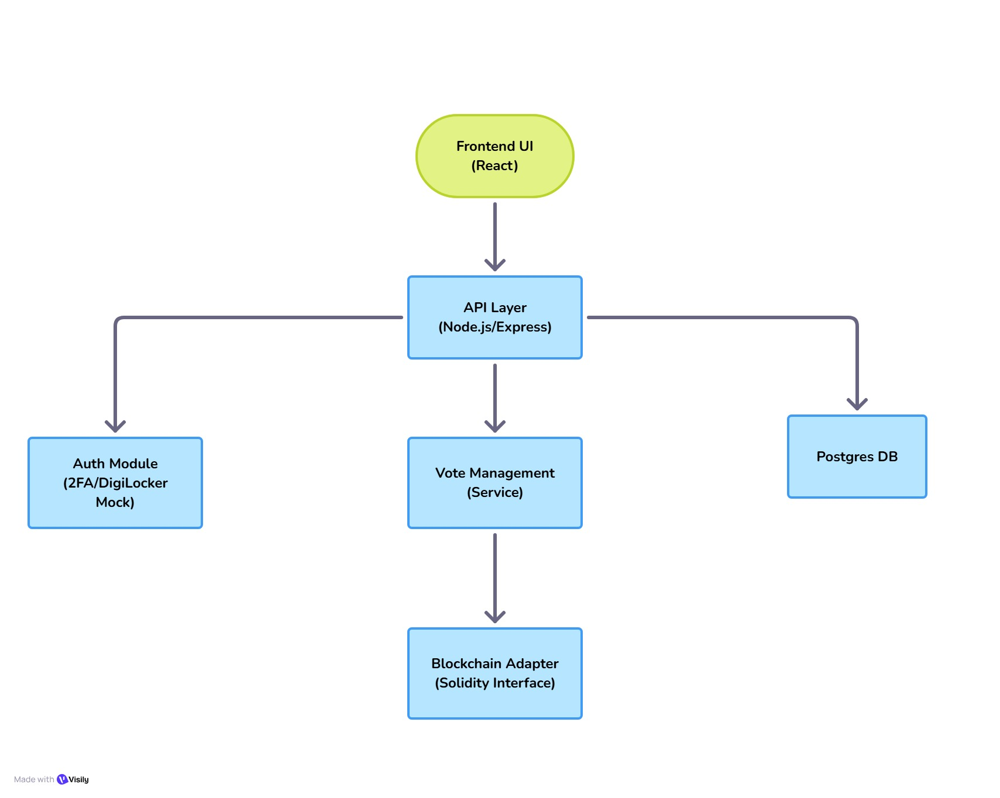 Frontend UI
(React)
API Layer
(Node.js/Express)
Auth Module
(2FA/DigiLocker
Mock)
Vote Management
(Service)
Postgres DB
Blockchain Adapter
(Solidity Interface)
Made with Visily